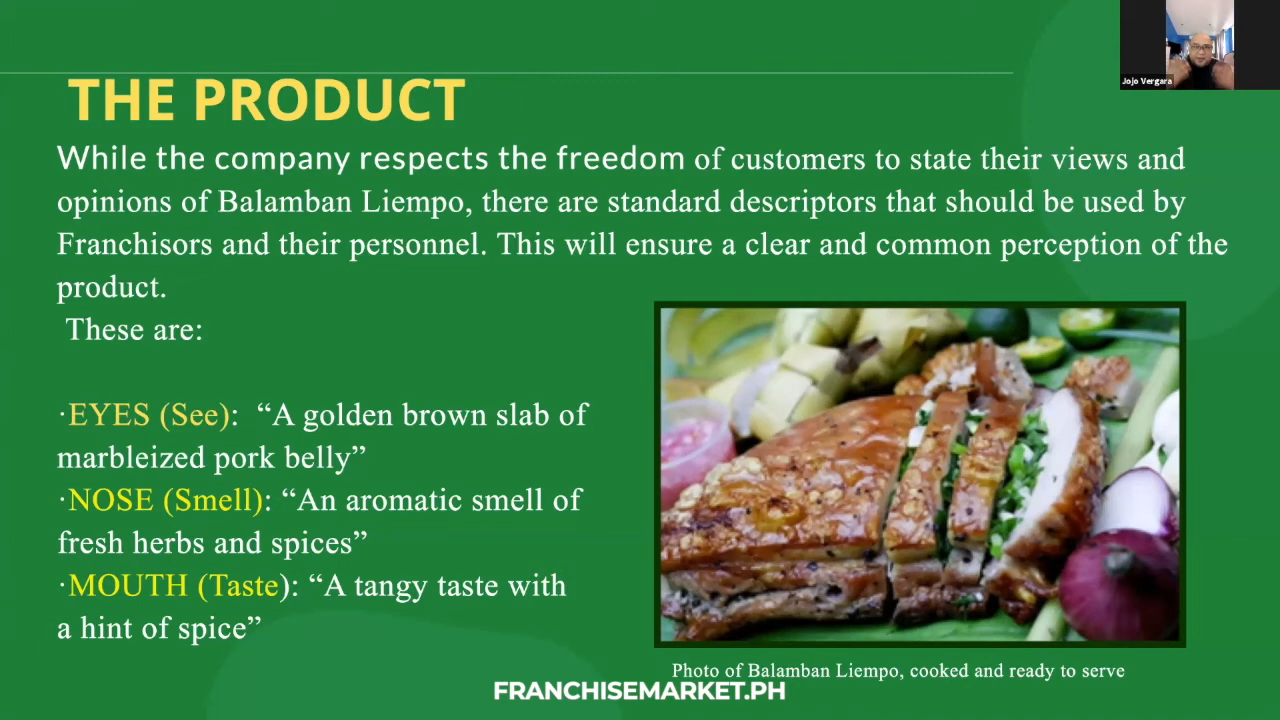 Jojo Vergara
THE PRODUCT
While the company respects the freedom of customers to state their views and
opinions of Balamban Liempo, there are standard descriptors that should be used by
Franchisors and their personnel. This will ensure a clear and common perception of the
product.
These are:
·EYES (See):  “A golden brown slab of
marbleized pork belly”
·NOSE (Smell): “An aromatic smell of
fresh herbs and spices”
·MOUTH (Taste): “A tangy taste with
a hint of spice”
Photo of Balamban Liempo, cooked and ready to serve
FRANCHISEMARKET.PH